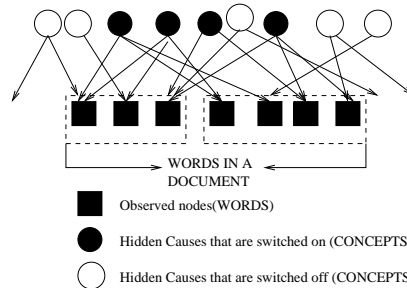 WORDS IN A
DOCUMENT
Observed nodes(WORDS)
Hidden Causes that are switched on (CONCEPTS
Hidden Causes that are switched off (CONCEPTS